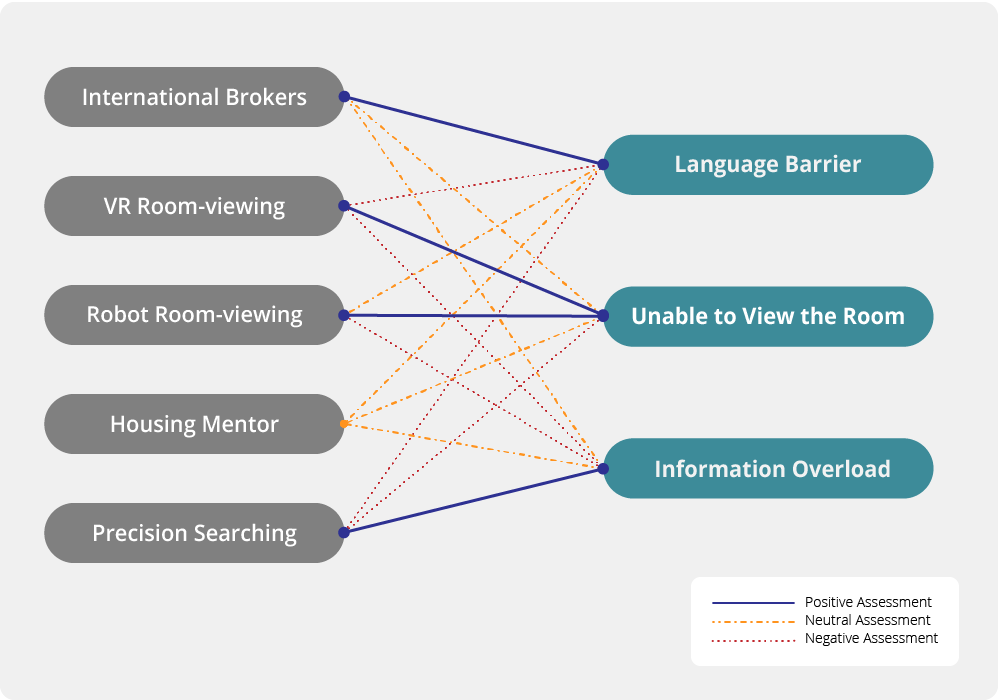 International Brokers
VR Room-viewing
Robot Room-viewing
Housing Mentor
Precision Searching
Language Barrier
Unable to View the Room
Information Overload
Positive Assessment
Neutral Assessment
Negative Assessment